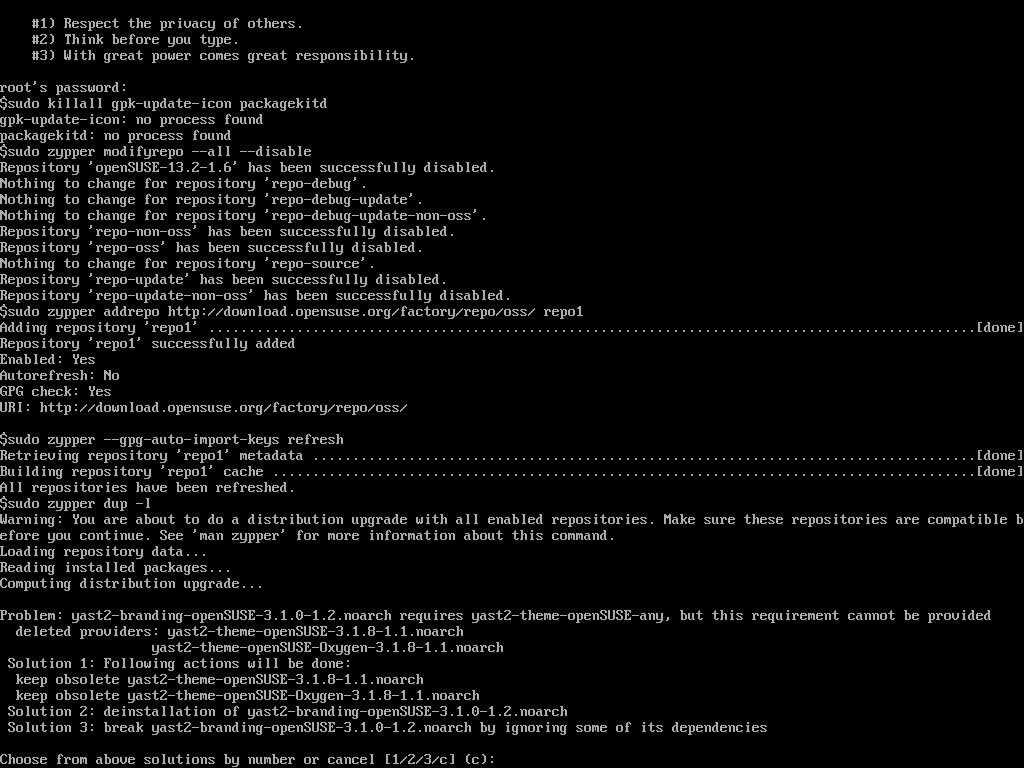 #1) Respect the privacy of others.
#2) Think before you type.
#3) With great power comes great responsibility.
root's password:
$sudo killall gpk-update-icon packagekitd
gpk-update-icon: no process found
packagekitd: no process found
$sudo zypper modifyrepo --all --disable
Repository 'openSUSE-13.2-1.6' has been successfully disabled.
Nothing to change for repository 'repo-debug'.
Nothing to change for repository 'repo-debug-update'.
Nothing to change for repository 'repo-debug-update-non-oss'.
Repository 'repo-non-oss' has been successfully disabled.
Repository 'repo-oss' has been successfully disabled.
Nothing to change for repository 'repo-source'.
Repository 'repo-update' has been successfully disabled.
Repository 'repo-update-non-oss' has been successfully disabled.
$sudo zypper addrepo http://download.opensuse.org/factory/repo/oss/ repo1
Adding repository 'repo1' ................................................................................................[done]
Repository 'repo1' successfully added
Enabled: Yes
Autorefresh: No
GPG check: Yes
URI: http://download.opensuse.org/factory/repo/oss/
$sudo zypper --gpg-auto-import-keys refresh
Retrieving repository 'repo1' metadata ...................................................................................[done]
Building repository 'repo1' cache ........................................................................................[done]
All repositories have been refreshed.
$sudo zypper dup -l
Warning: You are about to do a distribution upgrade with all enabled repositories. Make sure these repositories are compatible b
efore you continue. See 'man zypper' for more information about this command.
Loading repository data...
Reading installed packages...
Computing distribution upgrade...
Problem: yast2-branding-openSUSE-3.1.0-1.2.noarch requires yast2-theme-openSUSE-any, but this requirement cannot be provided
deleted providers: yast2-theme-openSUSE-3.1.8-1.1.noarch
yast2-theme-openSUSE-Oxygen-3.1.8-1.1.noarch
Solution 1: Following actions will be done:
keep obsolete yast2-theme-openSUSE-3.1.8-1.1.noarch
keep obsolete yast2-theme-openSUSE-Oxygen-3.1.8-1.1.noarch
Solution 2: deinstallation of yast2-branding-openSUSE-3.1.0-1.2.noarch
Solution 3: break yast2-branding-openSUSE-3.1.0-1.2.noarch by ignoring some of its dependencies
Choose from above solutions by number or cancel [1/2/3/c] (c):